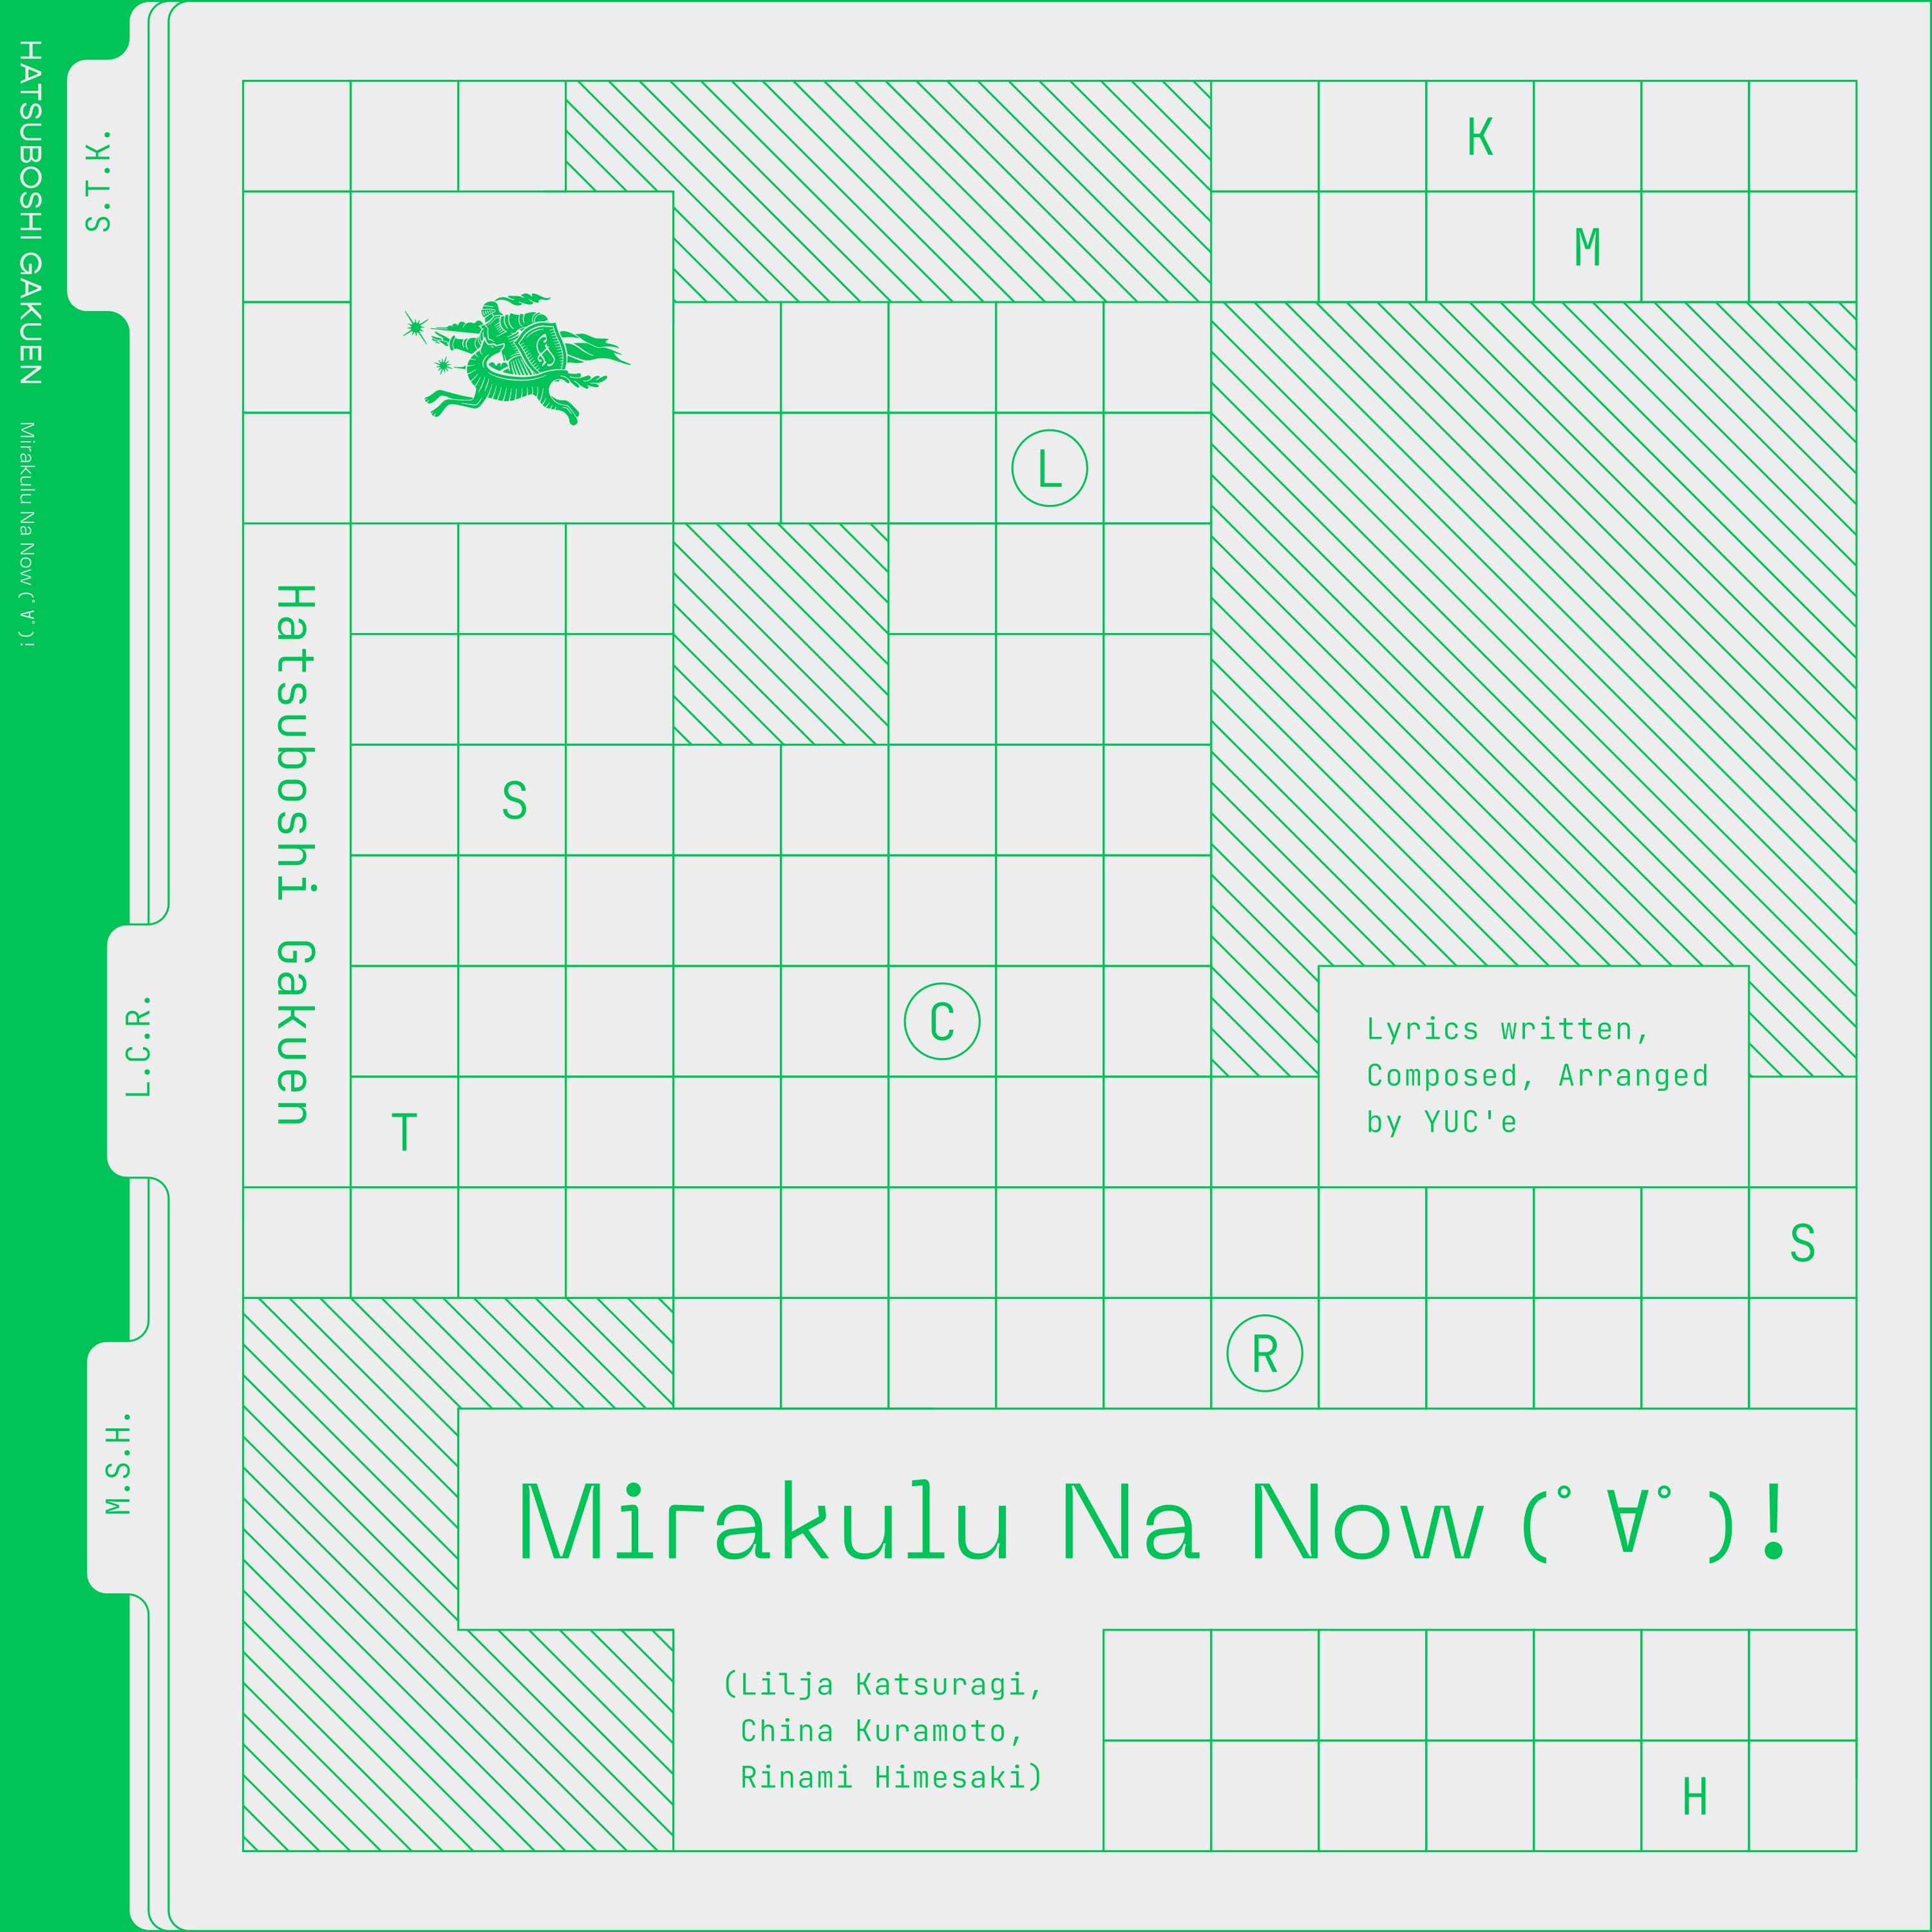 HATSUBOSHI GAKUEN Mirakulu Na Now (ﾟ∀ﾟ)!
S.T.K.
L.C.R.
M.S.H.
K
M
L
Hatsuboshi Gakuen
S
C
Lyrics written,
Composed, Arranged
by YUC'e
T
S
R
Mirakulu Na Now(ﾟ∀ﾟ)!
(Lilja Katsuragi,
China Kuramoto,
Rinami Himesaki)
H